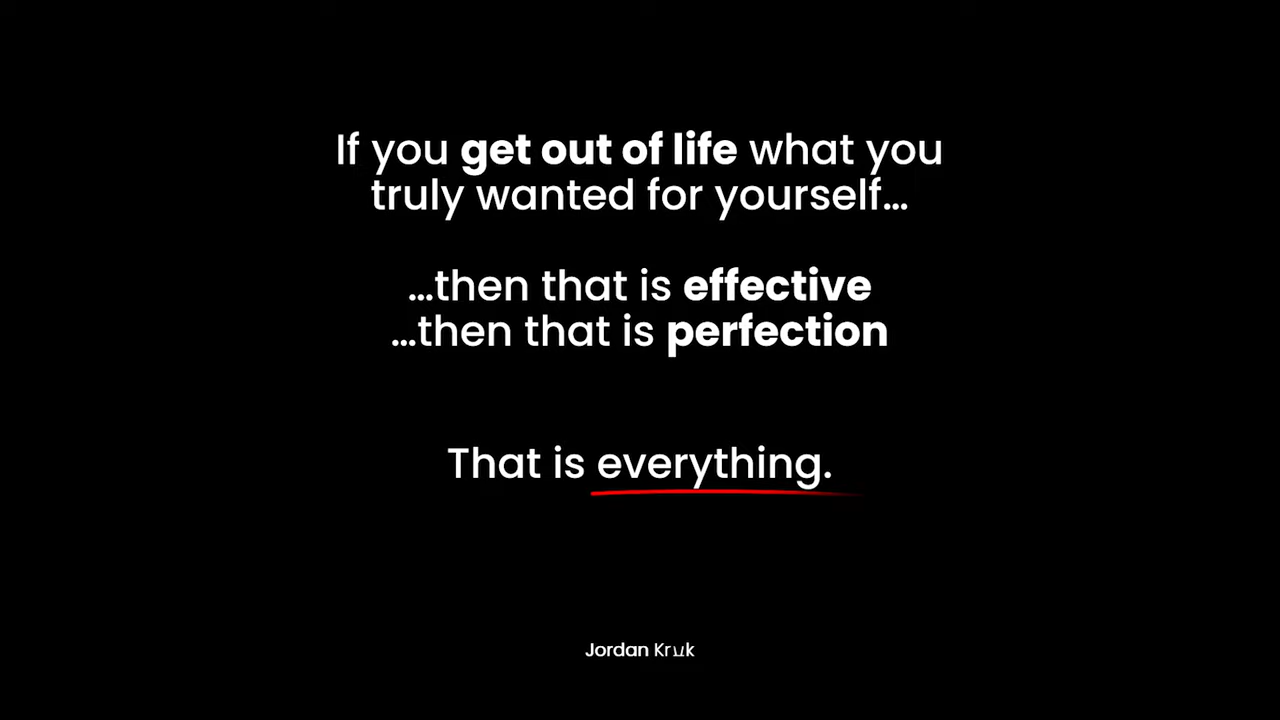 If you get out of life what you
truly wanted for yourself...
...then that is effective
...then that is perfection
That is everything.
Jordan